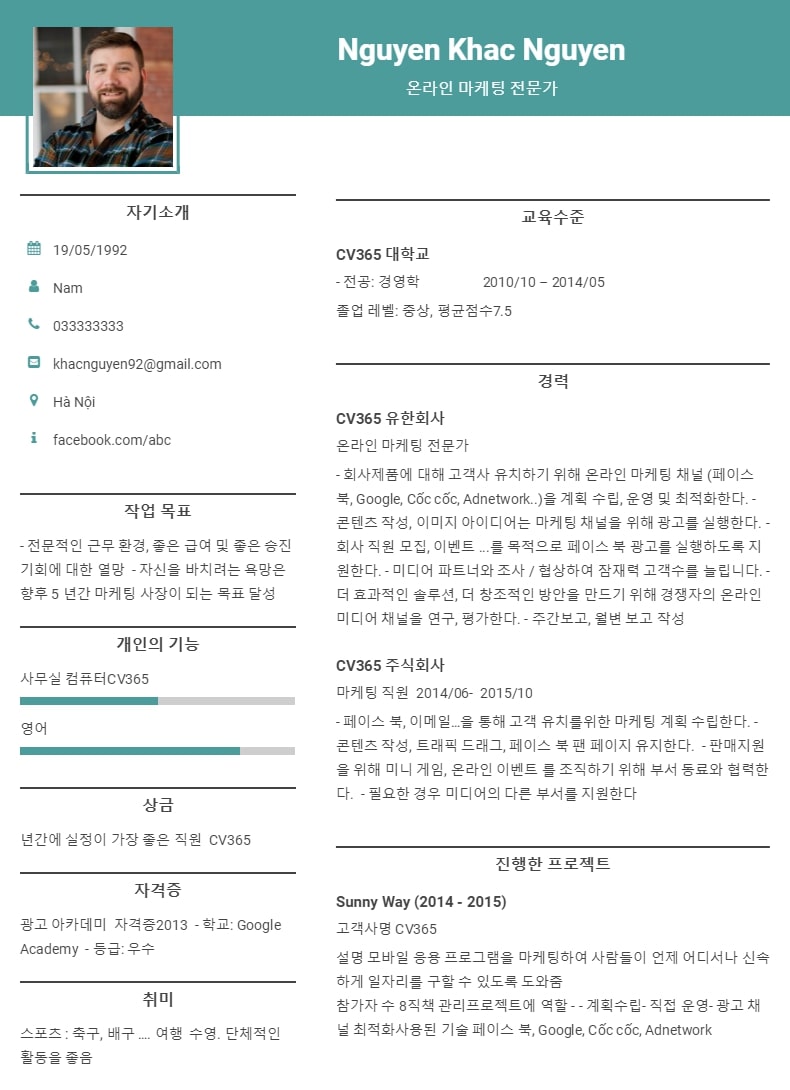 Nguyen Khac Nguyen
온라인 마케팅 전문가
자기소개
19/05/1992
Nam
033333333
khacnguyen92@gmail.com
Hà Nội
facebook.com/abc
작업 목표
- 전문적인 근무 환경, 좋은 급여 및 좋은 승진
기회에 대한 열망 - 자신을 바치려는 욕망은
향후 5 년간 마케팅 사장이 되는 목표 달성
개인의 기능
사무실 컴퓨터CV365
영어
상금
년간에 실정이 가장 좋은 직원 CV365
자격증
광고 아카데미 자격증2013 - 학교: Google
Academy - 등급: 우수
취미
스포츠 : 축구, 배구 .... 여행 수영. 단체적인
활동을 좋음
교육수준
CV365 대학교
- 전공: 경영학 2010/10 – 2014/05
졸업 레벨: 중상, 평균점수7.5
경력
CV365 유한회사
온라인 마케팅 전문가
- 회사제품에 대해 고객사 유치하기 위해 온라인 마케팅 채널 (페이스
북, Google, Cốc cốc, Adnetwork..)을 계획 수립, 운영 및 최적화한다. -
콘텐츠 작성, 이미지 아이디어는 마케팅 채널을 위해 광고를 실행한다. -
회사 직원 모집, 이벤트 ...를 목적으로 페이스 북 광고를 실행하도록 지
원한다. - 미디어 파트너와 조사 / 협상하여 잠재력 고객수를 늘립니다. -
더 효과적인 솔루션, 더 창조적인 방안을 만드기 위해 경쟁자의 온라인
미디어 채널을 연구, 평가한다. - 주간보고, 월변 보고 작성
CV365 주식회사
마케팅 직원 2014/06- 2015/10
- 페이스 북, 이메일...을 통해 고객 유치를위한 마케팅 계획 수립한다. -
콘텐츠 작성, 트래픽 드래그, 페이스 북 팬 페이지 유지한다. - 판매지원
을 위해 미니 게임, 온라인 이벤트 를 조직하기 위해 부서 동료와 협력한
다. - 필요한 경우 미디어의 다른 부서를 지원한다
진행한 프로젝트
Sunny Way (2014 - 2015)
고객사명 CV365
설명 모바일 응용 프로그램을 마케팅하여 사람들이 언제 어디서나 신속
하게 일자리를 구할 수 있도록 도와줌
참가자 수 8직책 관리프로젝트에 역할 - - 계획수립- 직접 운영- 광고 채
널 최적화사용된 기술 페이스 북, Google, Cốc cốc, Adnetwork